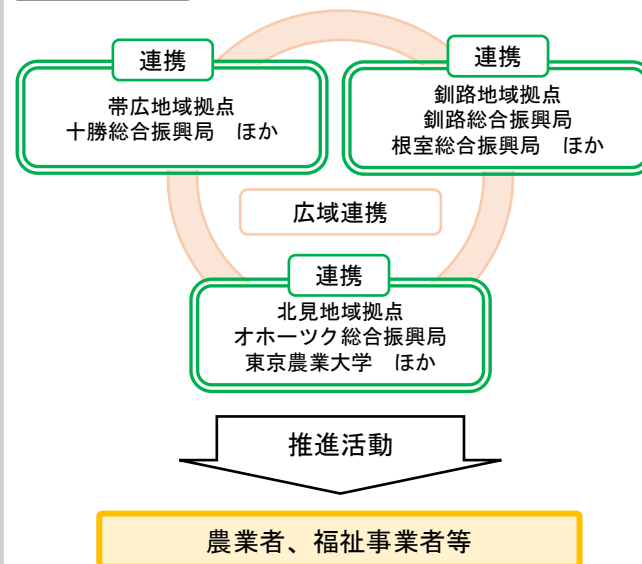 連携
帯広地域拠点
十勝総合振興局　ほか
連携
釧路地域拠点
釧路総合振興局
根室総合振興局　ほか
広域連携
連携
北見地域拠点
オホーツク総合振興局
東京農業大学　ほか
推進活動
農業者、福祉事業者等